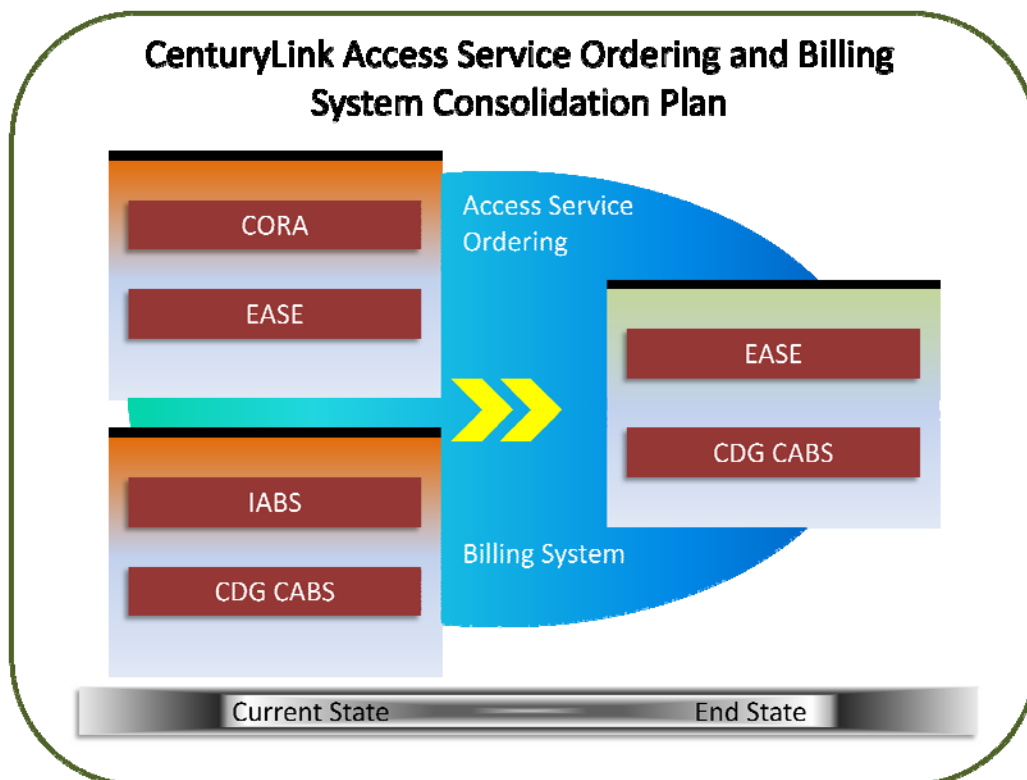 CenturyLink Access Service Ordering and Billing
System Consolidation Plan
CORA
EASE
Access Service
Ordering
IABS
CDG CABS
Billing System
EASE
CDG CABS
Current State
End State